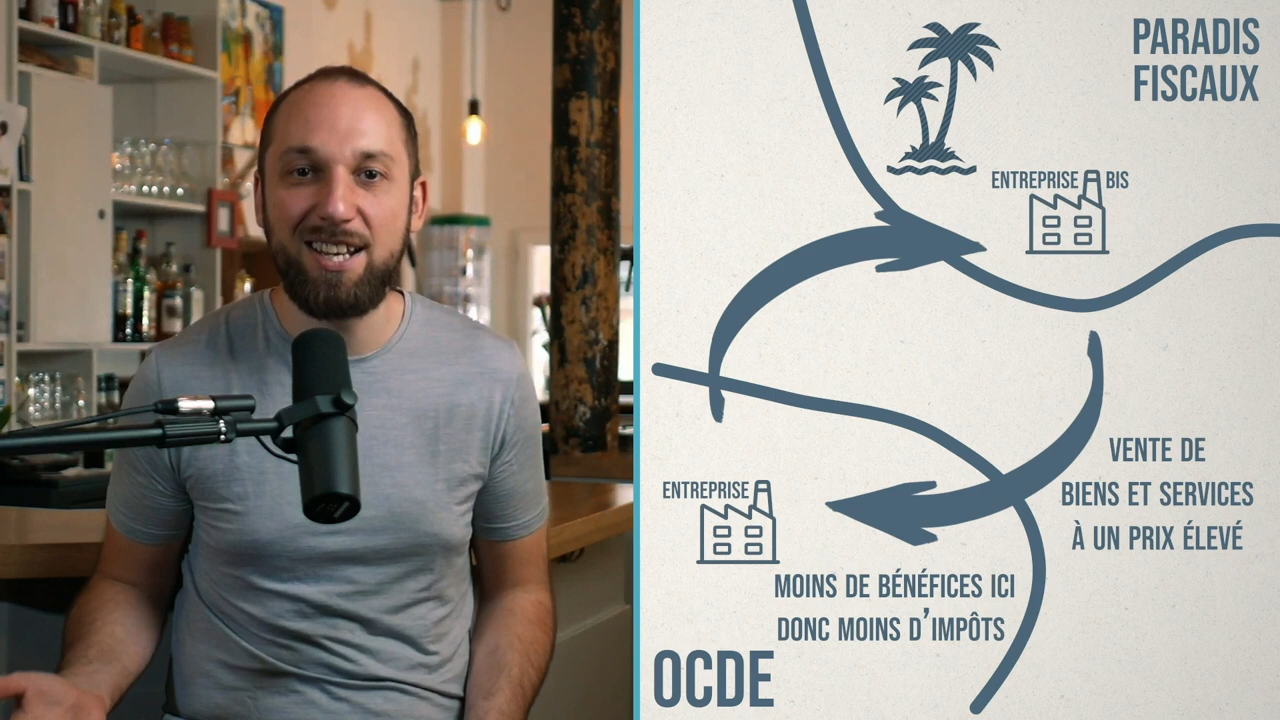 PARADIS
FISCAUX
ENTREPRISE BIS
VENTE DE
BIENS ET SERVICES
À UN PRIX ÉLEVÉ
ENTREPRISE
MOINS DE BÉNÉFICES ICI
DONC MOINS D'IMPÔTS
OCDE